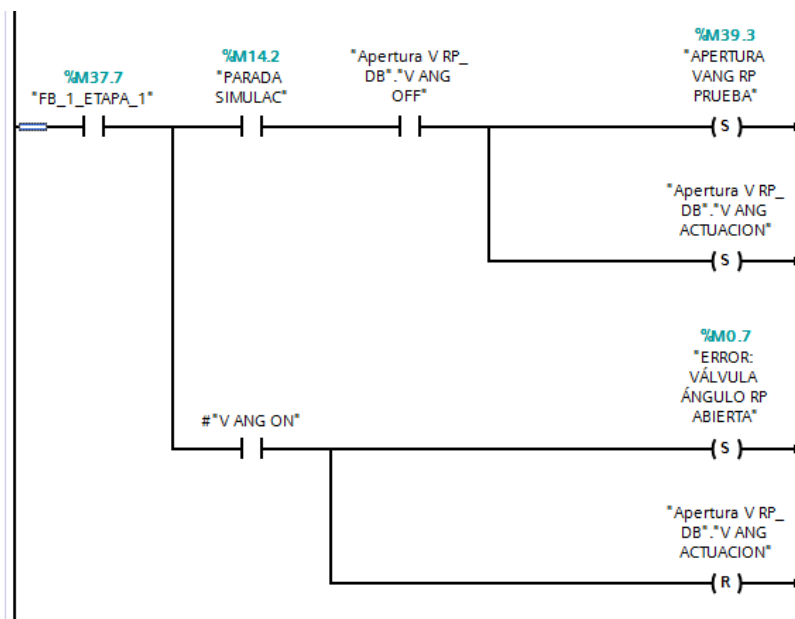 %M37.7
"FB_1_ETAPA_1"
%M14.2
"PARADA
SIMULAC"
"Apertura V RP_
DB"."V ANG
OFF"
%M39.3
"APERTURA
VANG RP
PRUEBA"
( S )
"Apertura V RP_
DB"."V ANG
ACTUACION"
( S )
#"V ANG ON"
%M0.7
"ERROR:
VÁLVULA
ÁNGULO RP
ABIERTA"
( S )
"Apertura V RP_
DB"."V ANG
ACTUACION"
( R )